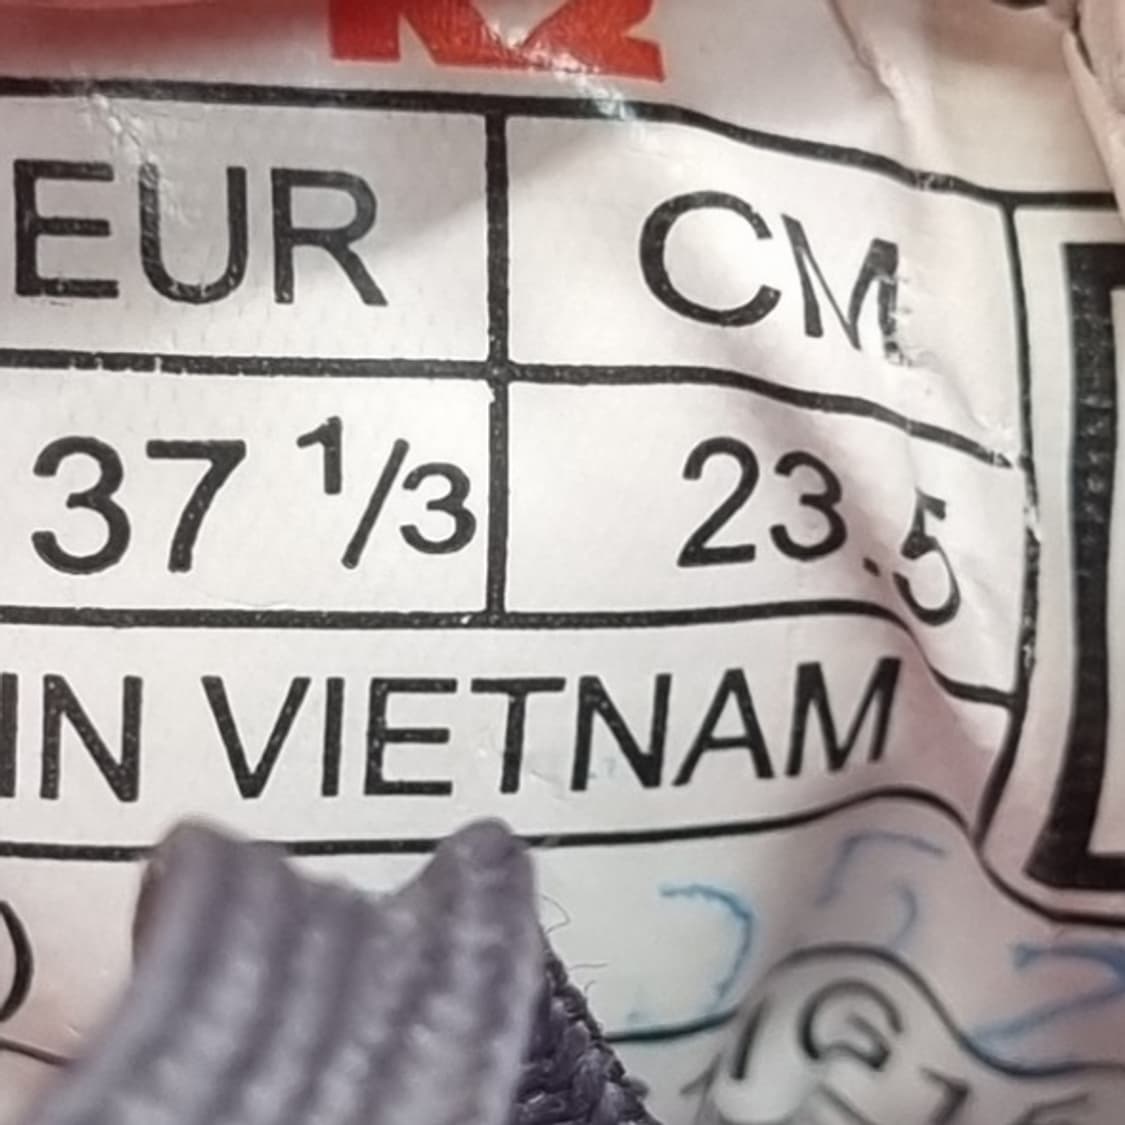 EUR CM
37 1/3 23.5
IN VIETNAM